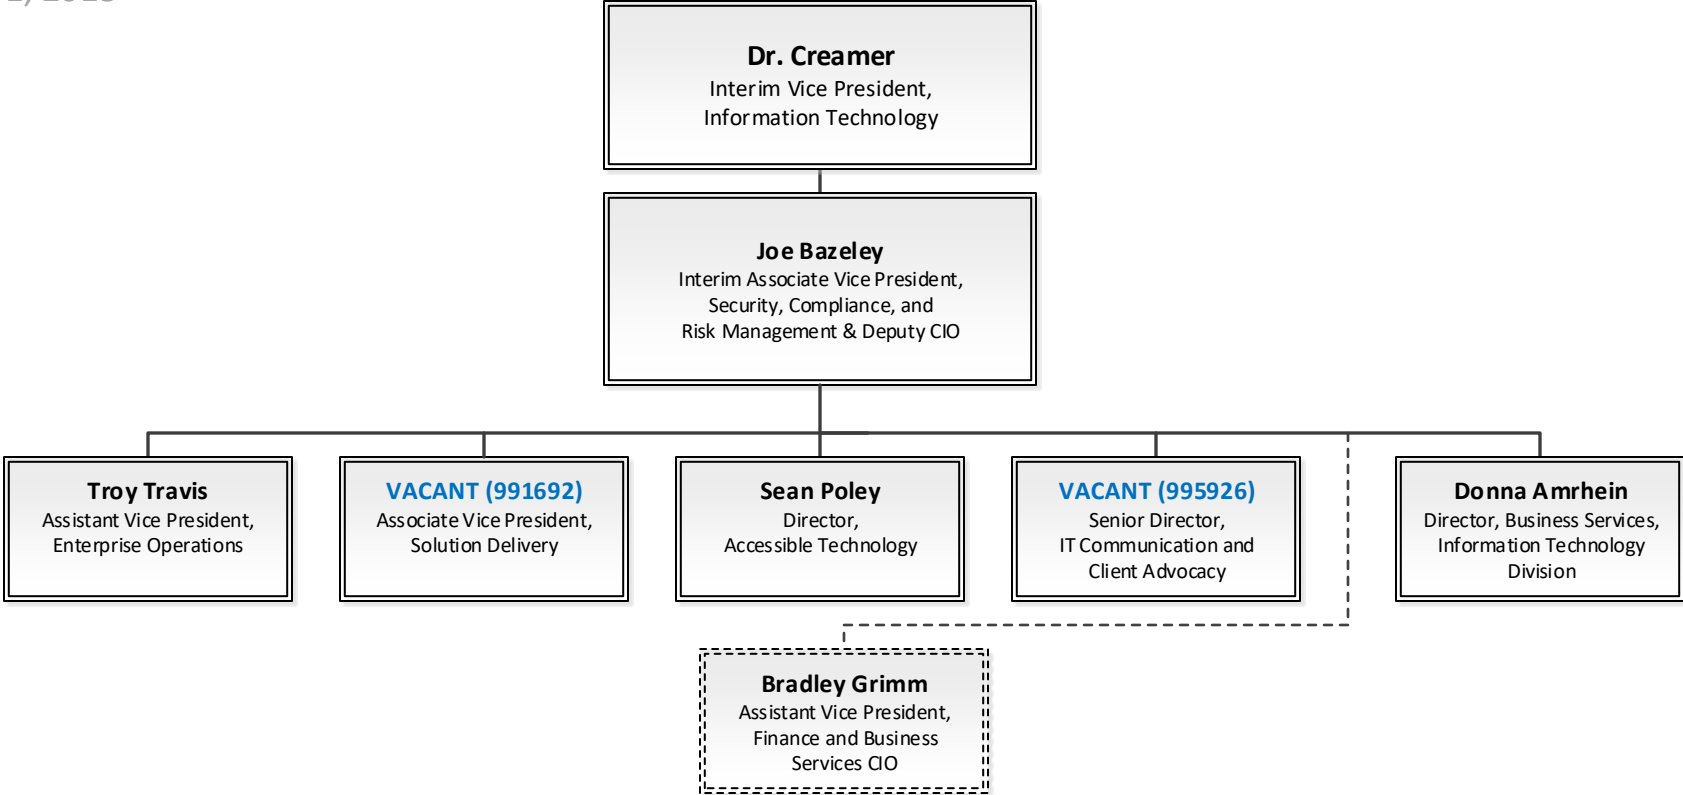 Dr. Creamer
Interim Vice President,
Information Technology
Joe Bazeley
Interim Associate Vice President,
Security, Compliance, and
Risk Management & Deputy CIO
Troy Travis
Assistant Vice President,
Enterprise Operations
VACANT (991692)
Associate Vice President,
Solution Delivery
Sean Poley
Director,
Accessible Technology
VACANT (995926)
Senior Director,
IT Communication and
Client Advocacy
Donna Amrhein
Director, Business Services,
Information Technology
Division
Bradley Grimm
Assistant Vice President,
Finance and Business
Services CIO